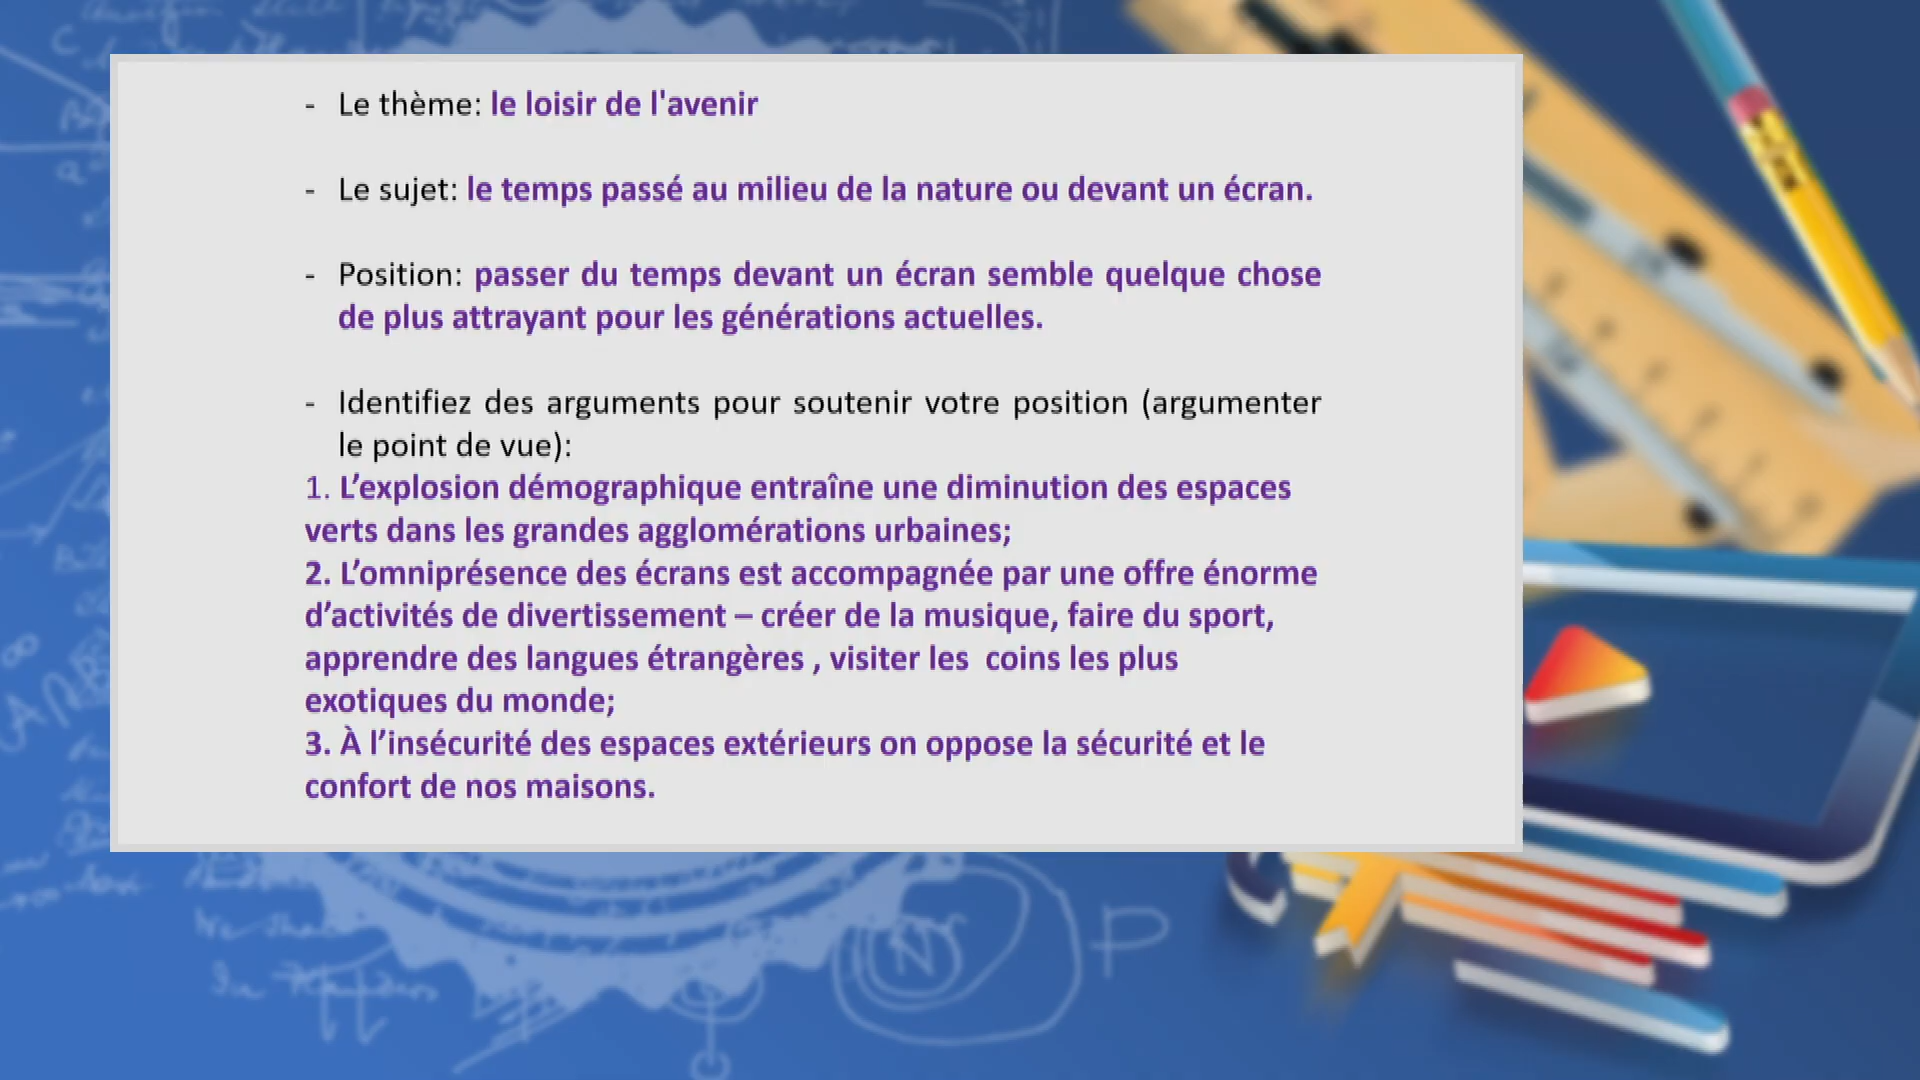 - Le thème: le loisir de l'avenir
- Le sujet: le temps passé au milieu de la nature ou devant un écran.
- Position: passer du temps devant un écran semble quelque chose
de plus attrayant pour les générations actuelles.
- Identifiez des arguments pour soutenir votre position (argumenter
le point de vue):
1. L’explosion démographique entraîne une diminution des espaces
verts dans les grandes agglomérations urbaines;
2. L’omniprésence des écrans est accompagnée par une offre énorme
d’activités de divertissement – créer de la musique, faire du sport,
apprendre des langues étrangères , visiter les  coins les plus
exotiques du monde;
3. À l’insécurité des espaces extérieurs on oppose la sécurité et le
confort de nos maisons.
N
P